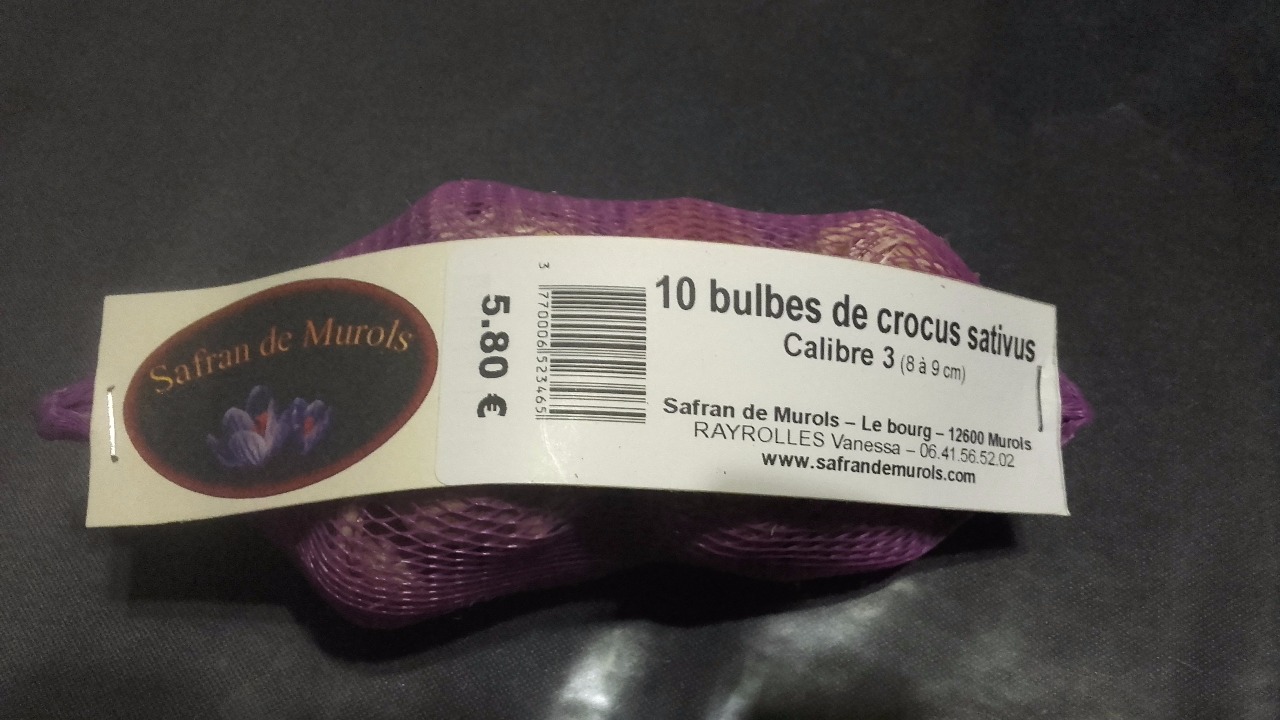 Safran de Murols
5.80 €
3 770006 523465
10 bulbes de crocus sativus
Calibre 3 (8 à 9 cm)
Safran de Murols – Le bourg – 12600 Murols
RAYROLLES Vanessa – 06.41.56.52.02
www.safrandemurols.com